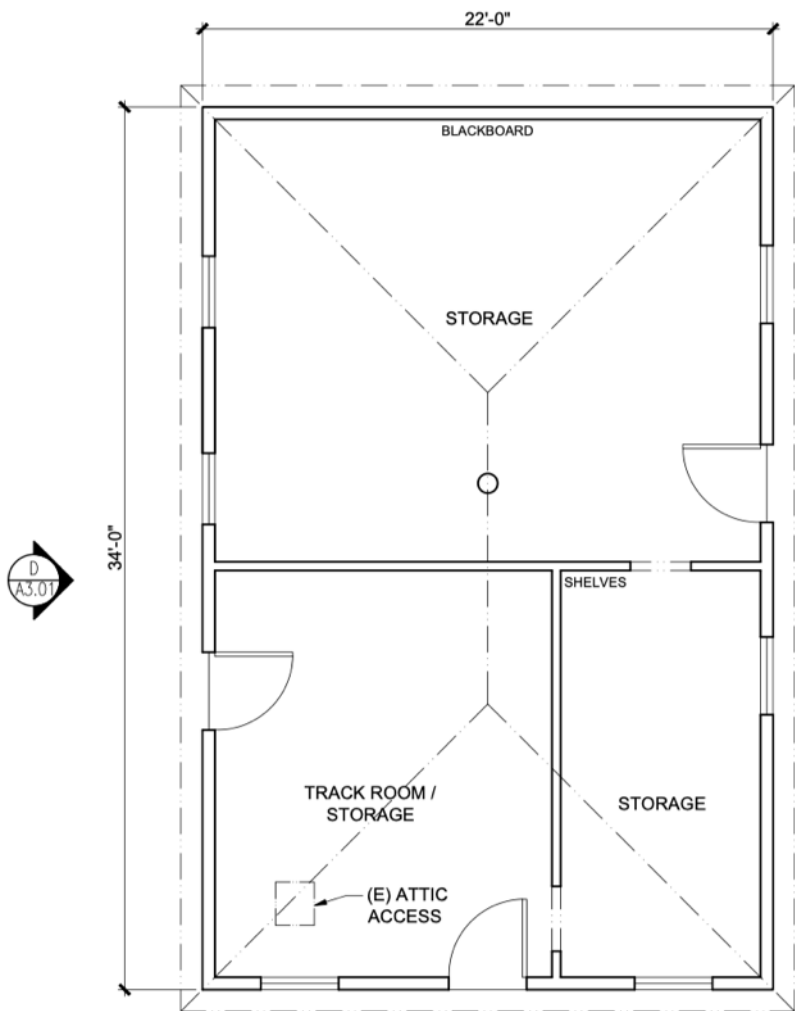 22'-0"
BLACKBOARD
STORAGE
34'-0"
D
A3.01
SHELVES
TRACK ROOM /
STORAGE
STORAGE
(E) ATTIC
ACCESS